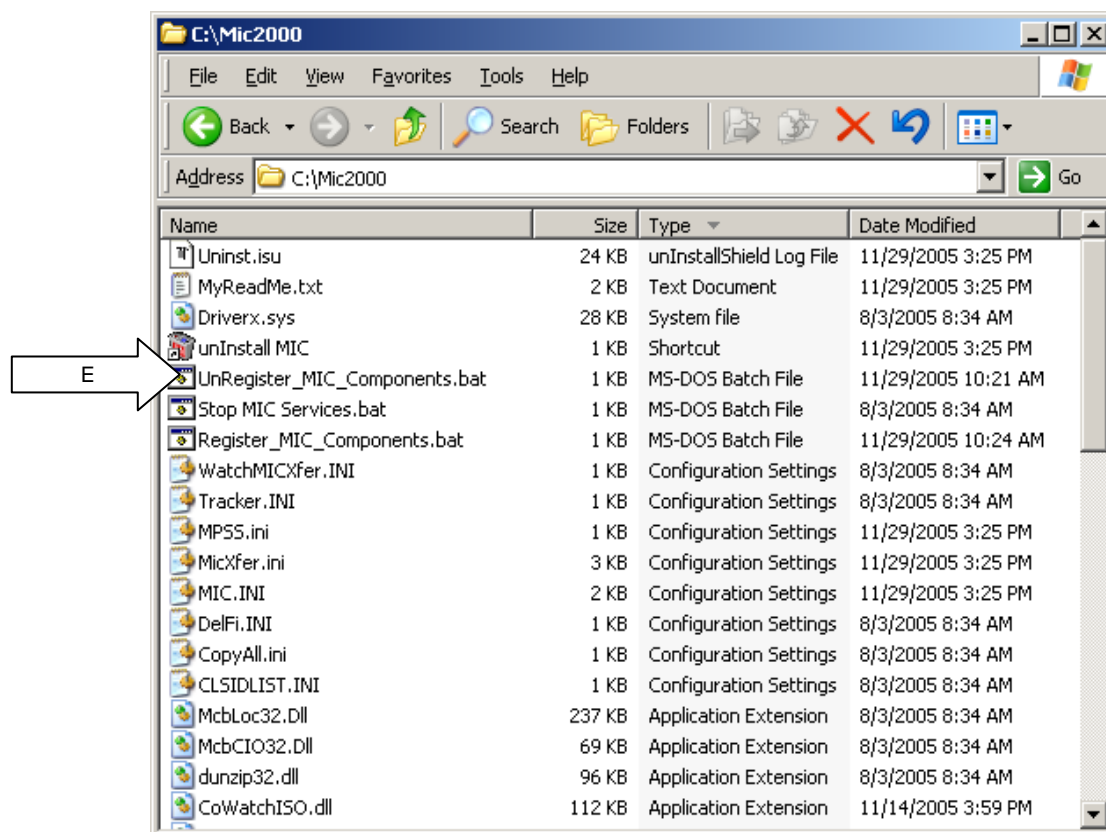 C:\Mic2000
File Edit View Favorites Tools Help
Back Search Folders
Address C:\Mic2000 Go
Name Size Type Date Modified
Uninst.isu 24 KB unInstallShield Log File 11/29/2005 3:25 PM
MyReadMe.txt 2 KB Text Document 11/29/2005 3:25 PM
Driverx.sys 28 KB System file 8/3/2005 8:34 AM
unInstall MIC 1 KB Shortcut 11/29/2005 3:25 PM
E UnRegister_MIC_Components.bat 1 KB MS-DOS Batch File 11/29/2005 10:21 AM
Stop MIC Services.bat 1 KB MS-DOS Batch File 8/3/2005 8:34 AM
Register_MIC_Components.bat 1 KB MS-DOS Batch File 11/29/2005 10:24 AM
WatchMICXfer.INI 1 KB Configuration Settings 8/3/2005 8:34 AM
Tracker.INI 1 KB Configuration Settings 8/3/2005 8:34 AM
MPSS.ini 1 KB Configuration Settings 11/29/2005 3:25 PM
MicXfer.ini 3 KB Configuration Settings 11/29/2005 3:25 PM
MIC.INI 2 KB Configuration Settings 11/29/2005 3:25 PM
DelFi.INI 1 KB Configuration Settings 8/3/2005 8:34 AM
CopyAll.ini 1 KB Configuration Settings 8/3/2005 8:34 AM
CLSIDLIST.INI 1 KB Configuration Settings 8/3/2005 8:34 AM
McbLoc32.Dll 237 KB Application Extension 8/3/2005 8:34 AM
McbCIO32.Dll 69 KB Application Extension 8/3/2005 8:34 AM
dunzip32.dll 96 KB Application Extension 8/3/2005 8:34 AM
CoWatchISO.dll 112 KB Application Extension 11/14/2005 3:59 PM